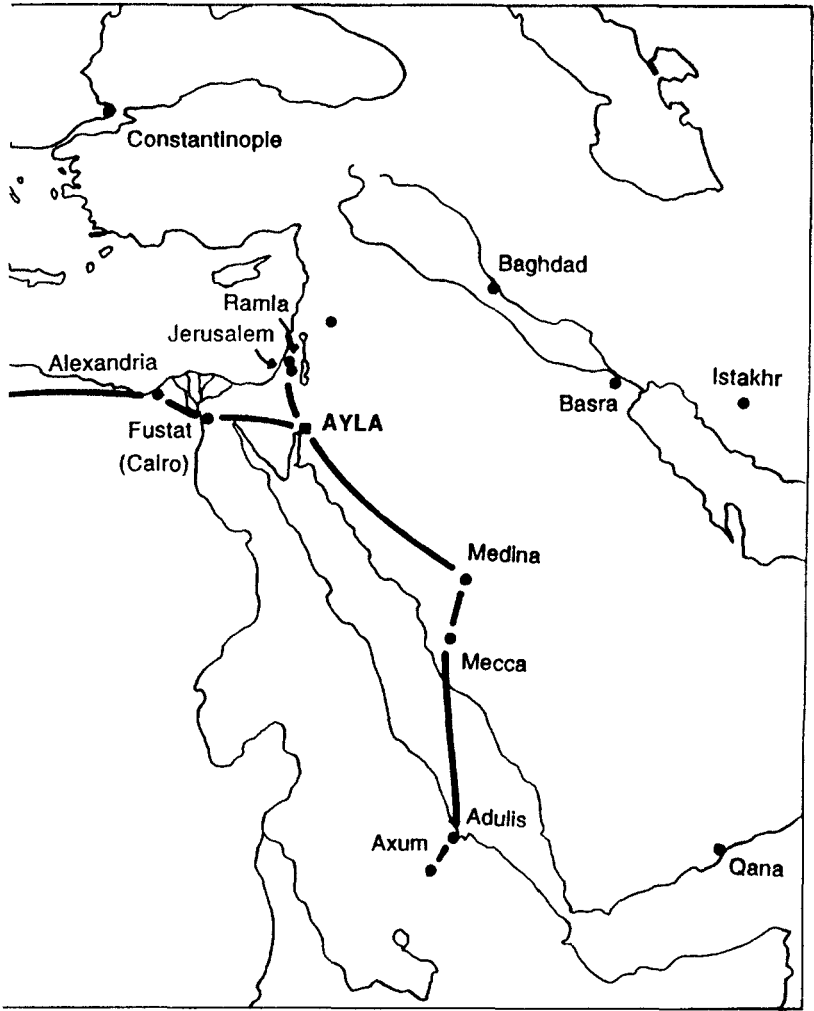 Constantinople
Baghdad
Ramla
Jerusalem
Alexandria
Istakhr
Basra
AYLA
Fustat
(Cairo)
Medina
Mecca
Adulis
Axum
Qana